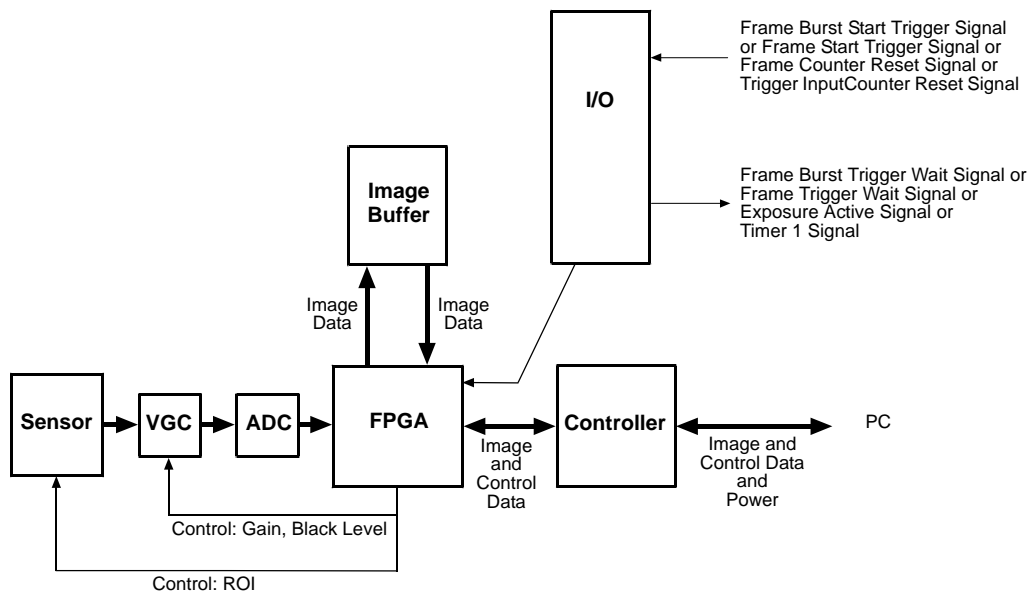 Frame Burst Start Trigger Signal
or Frame Start Trigger Signal or
Frame Counter Reset Signal or
Trigger InputCounter Reset Signal
I/O
Frame Burst Trigger Wait Signal or
Frame Trigger Wait Signal or
Exposure Active Signal or
Timer 1 Signal
Image
Buffer
Image
Data
Image
Data
Sensor
VGC
ADC
FPGA
Controller
PC
Image
and
Control
Data
Image and
Control Data
and
Power
Control: Gain, Black Level
Control: ROI